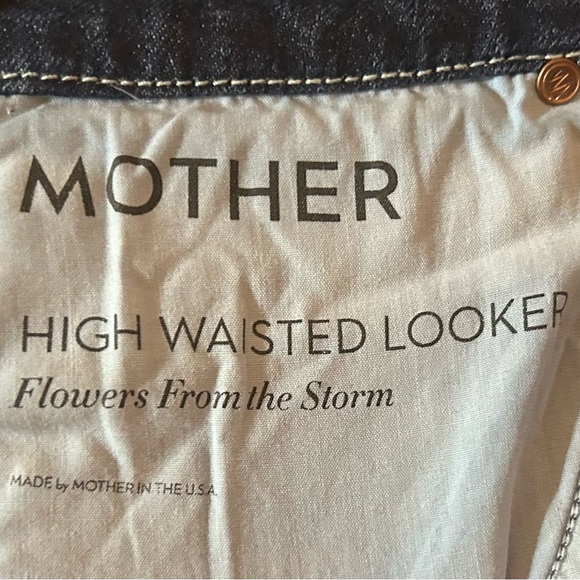 MOTHER
HIGH WAISTED LOOKER
Flowers From the Storm
MADE by MOTHER IN THE U.S.A.